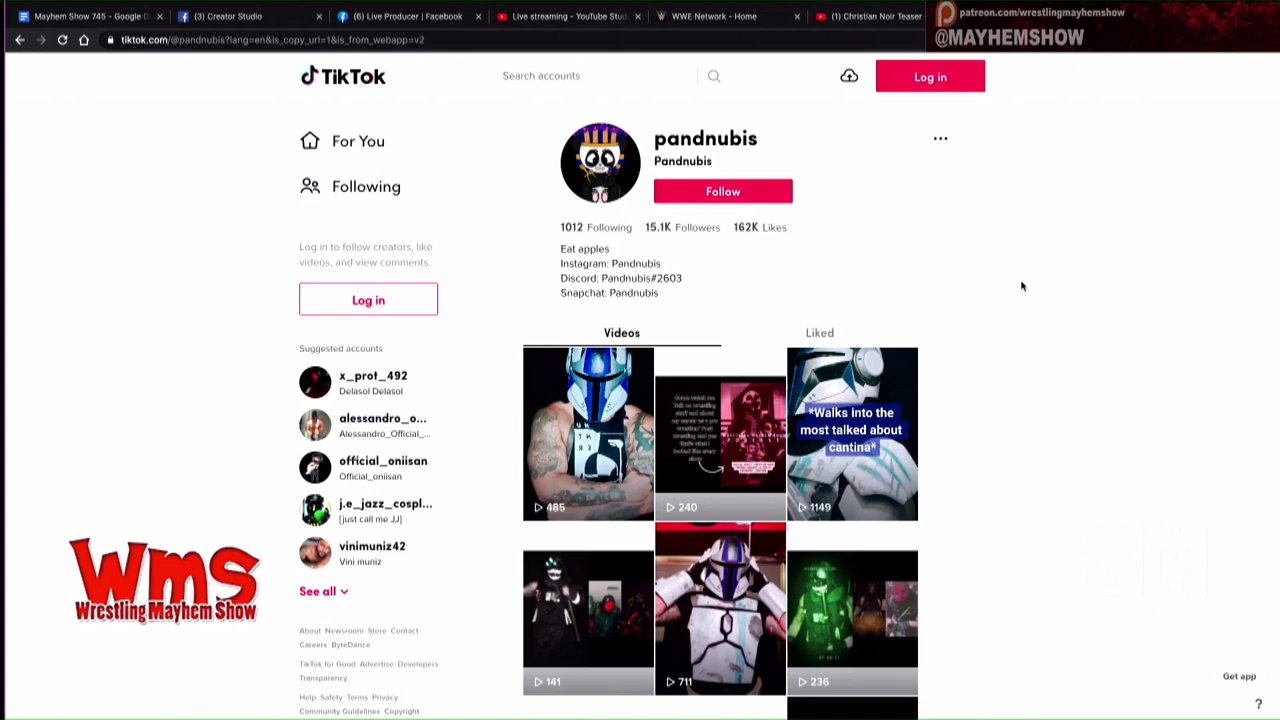 Mayhem Show 745 - Google D
(3) Creator Studio
(6) Live Producer | Facebook
Live streaming - YouTube Stud
WWE Network - Home
(1) Christian Noir Teaser
patreon.com/wrestlingmayhemshow
@MAYHEMSHOW
tiktok.com/@pandnubis?lang=en&is_copy_url=1&is_from_webapp=v2
TikTok
Search accounts
Log in
For You
Following
pandnubis
Pandnubis
Follow
1012 Following 15.1K Followers 162K Likes
Eat apples
Instagram: Pandnubis
Discord: Pandnubis#2603
Snapchat: Pandnubis
Log in to follow creators, like
videos, and view comments.
Log in
Suggested accounts
x_prot_492
Delasol Delasol
alessandro_o...
Alessandro_Official_...
official_oniisan
Official_oniisan
j.e_jazz_cospl...
[just call me JJ]
vinimuniz42
Vini muniz
See all
About Newsroom Store Contact
Careers ByteDance
TikTok for Good Advertise Developers
Transparency
Help Safety Terms Privacy
Community Guidelines Copyright
Videos
Liked
485
240
*Walks into the
most talked about
cantina*
1149
141
711
236
WMS
Wrestling Mayhem Show
Get app
?